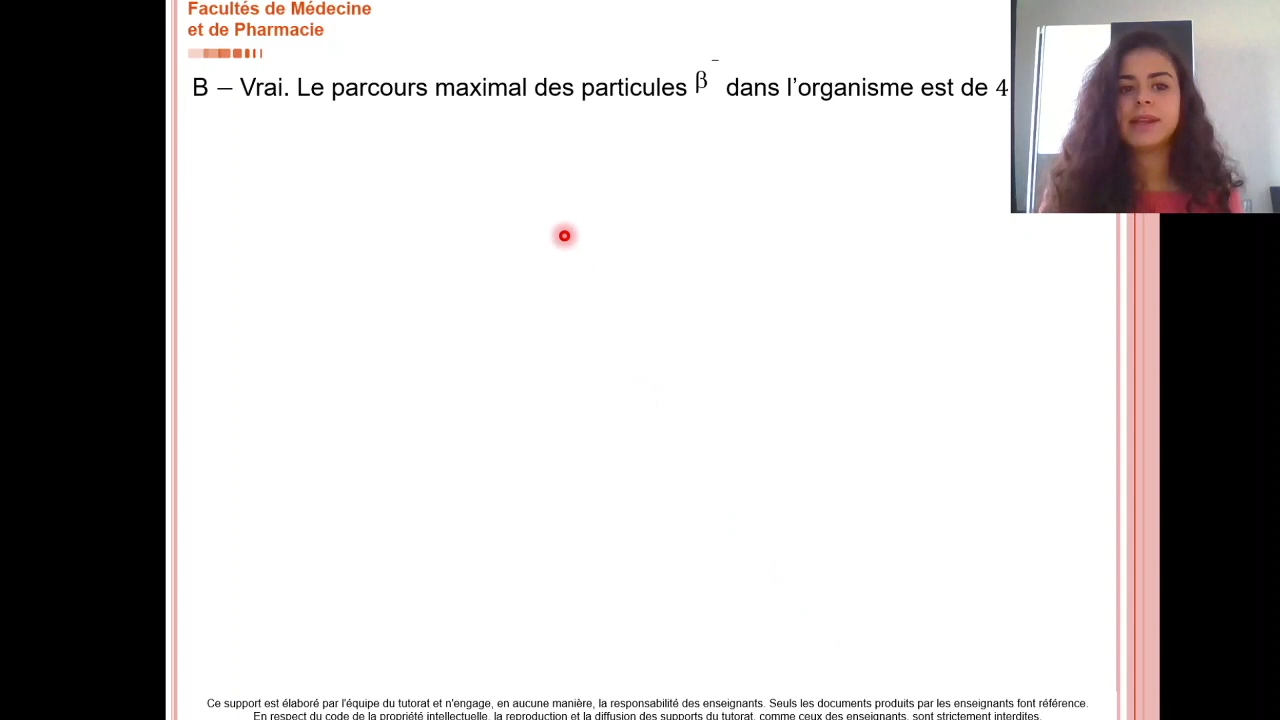 Facultés de Médecine
et de Pharmacie
B – Vrai. Le parcours maximal des particules β⁻ dans l’organisme est de 4
Ce support est élaboré par l'équipe du tutorat et n'engage, en aucune manière, la responsabilité des enseignants. Seuls les documents produits par les enseignants font référence.
En respect du code de la propriété intellectuelle, la reproduction et la diffusion des supports du tutorat, comme ceux des enseignants, sont strictement interdites.